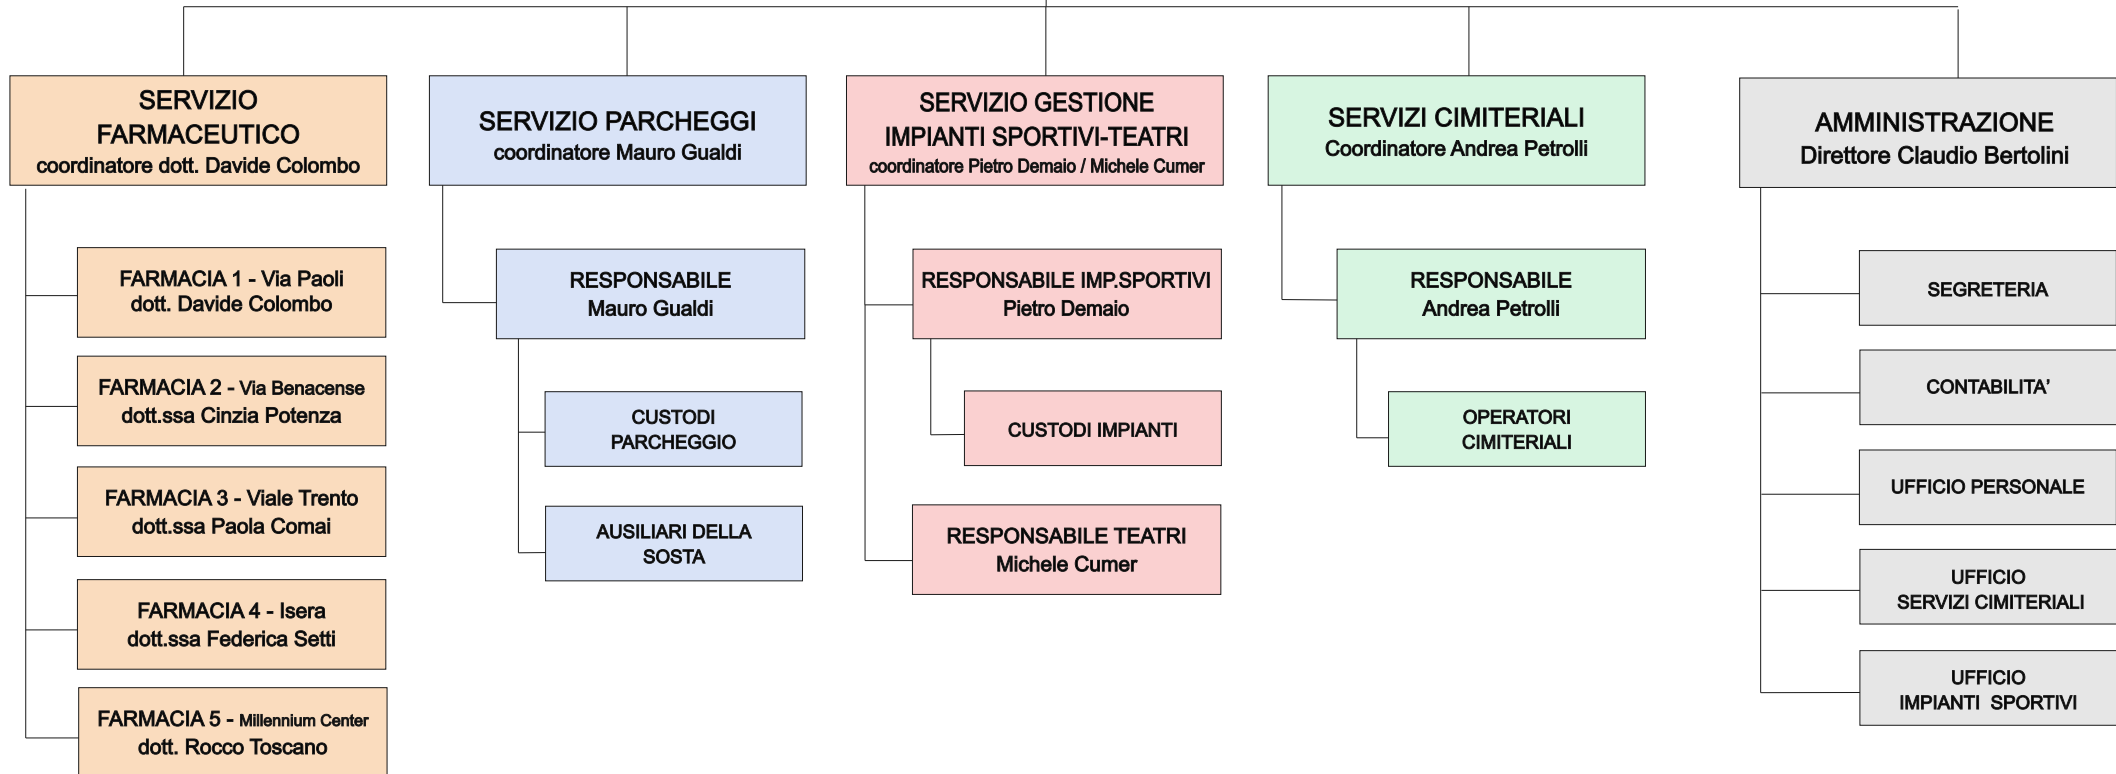 SERVIZIO
FARMACEUTICO
coordinatore dott. Davide Colombo
FARMACIA 1 - Via Paoli
dott. Davide Colombo
FARMACIA 2 - Via Benacense
dott.ssa Cinzia Potenza
FARMACIA 3 - Viale Trento
dott.ssa Paola Comai
FARMACIA 4 - Isera
dott.ssa Federica Setti
FARMACIA 5 - Millennium Center
dott. Rocco Toscano
SERVIZIO PARCHEGGI
coordinatore Mauro Gualdi
RESPONSABILE
Mauro Gualdi
CUSTODI
PARCHEGGIO
AUSILIARI DELLA
SOSTA
SERVIZIO GESTIONE
IMPIANTI SPORTIVI-TEATRI
coordinatore Pietro Demaio / Michele Cumer
RESPONSABILE IMP.SPORTIVI
Pietro Demaio
CUSTODI IMPIANTI
RESPONSABILE TEATRI
Michele Cumer
SERVIZI CIMITERIALI
Coordinatore Andrea Petrolli
RESPONSABILE
Andrea Petrolli
OPERATORI
CIMITERIALI
AMMINISTRAZIONE
Direttore Claudio Bertolini
SEGRETERIA
CONTABILITA'
UFFICIO PERSONALE
UFFICIO
SERVIZI CIMITERIALI
UFFICIO
IMPIANTI SPORTIVI